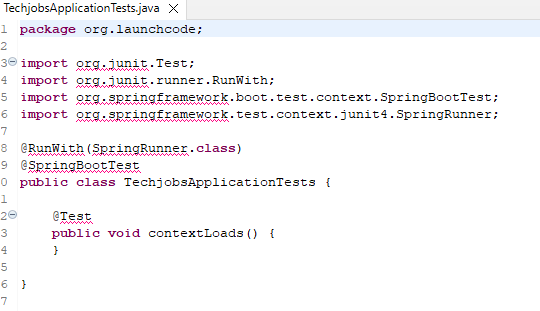 TechjobsApplicationTests.java
1 package org.launchcode;
2
3 import org.junit.Test;
4 import org.junit.runner.RunWith;
5 import org.springframework.boot.test.context.SpringBootTest;
6 import org.springframework.test.context.junit4.SpringRunner;
7
8 @RunWith(SpringRunner.class)
9 @SpringBootTest
0 public class TechjobsApplicationTests {
1
2 @Test
3 public void contextLoads() {
4 }
5
6 }
7